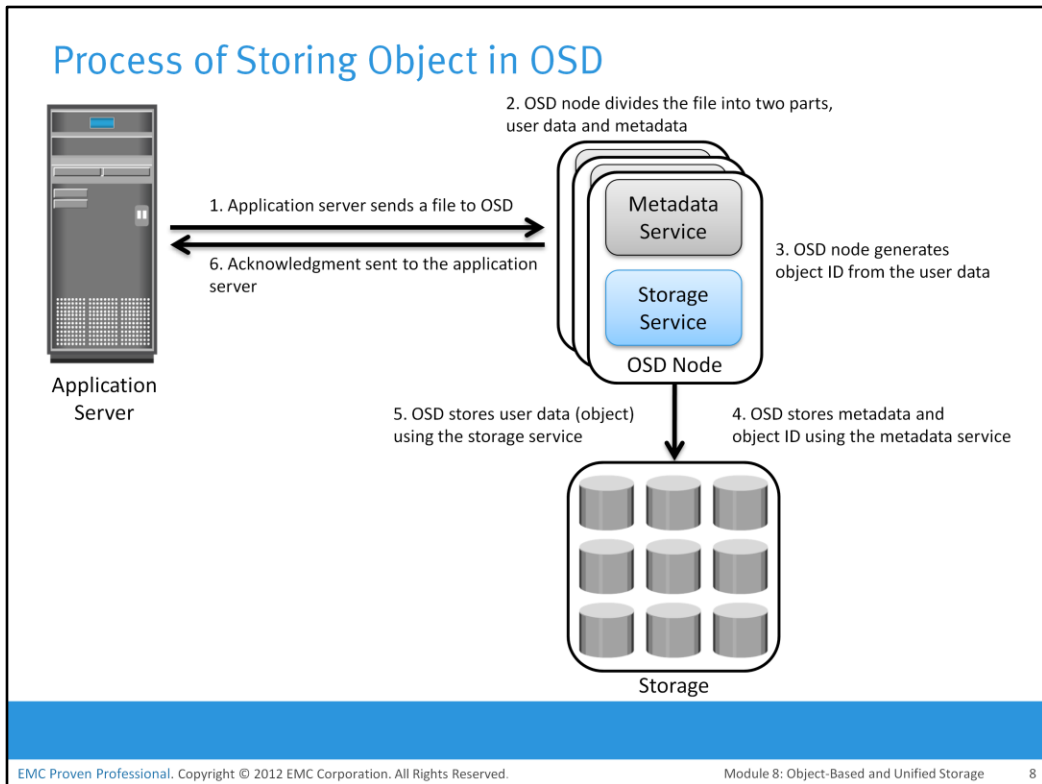 Process of Storing Object in OSD
2. OSD node divides the file into two parts,
user data and metadata
1. Application server sends a file to OSD
6. Acknowledgment sent to the application
server
Metadata
Service
Storage
Service
OSD Node
3. OSD node generates
object ID from the user data
Application
Server
5. OSD stores user data (object)
using the storage service
4. OSD stores metadata and
object ID using the metadata service
Storage
EMC Proven Professional. Copyright © 2012 EMC Corporation. All Rights Reserved.
Module 8: Object-Based and Unified Storage 8